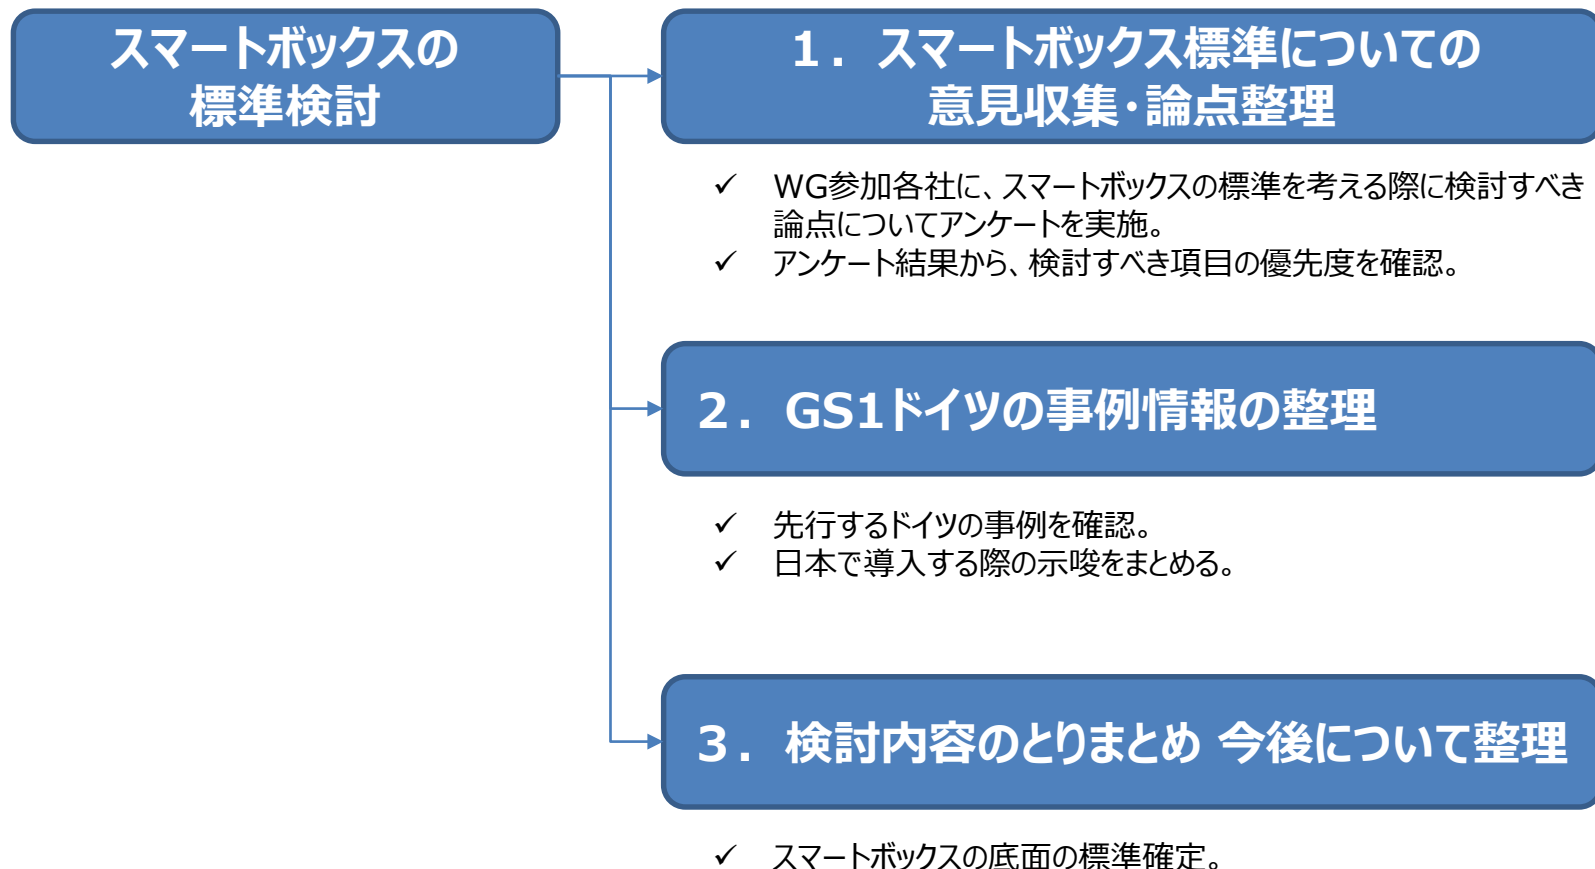 スマートボックスの
標準検討
１．スマートボックス標準についての
意見収集・論点整理
✓ WG参加各社に、スマートボックスの標準を考える際に検討すべき
論点についてアンケートを実施。
✓ アンケート結果から、検討すべき項目の優先度を確認。
２．GS1ドイツの事例情報の整理
✓ 先行するドイツの事例を確認。
✓ 日本で導入する際の示唆をまとめる。
３．検討内容のとりまとめ 今後について整理
✓ スマートボックスの底面の標準確定。